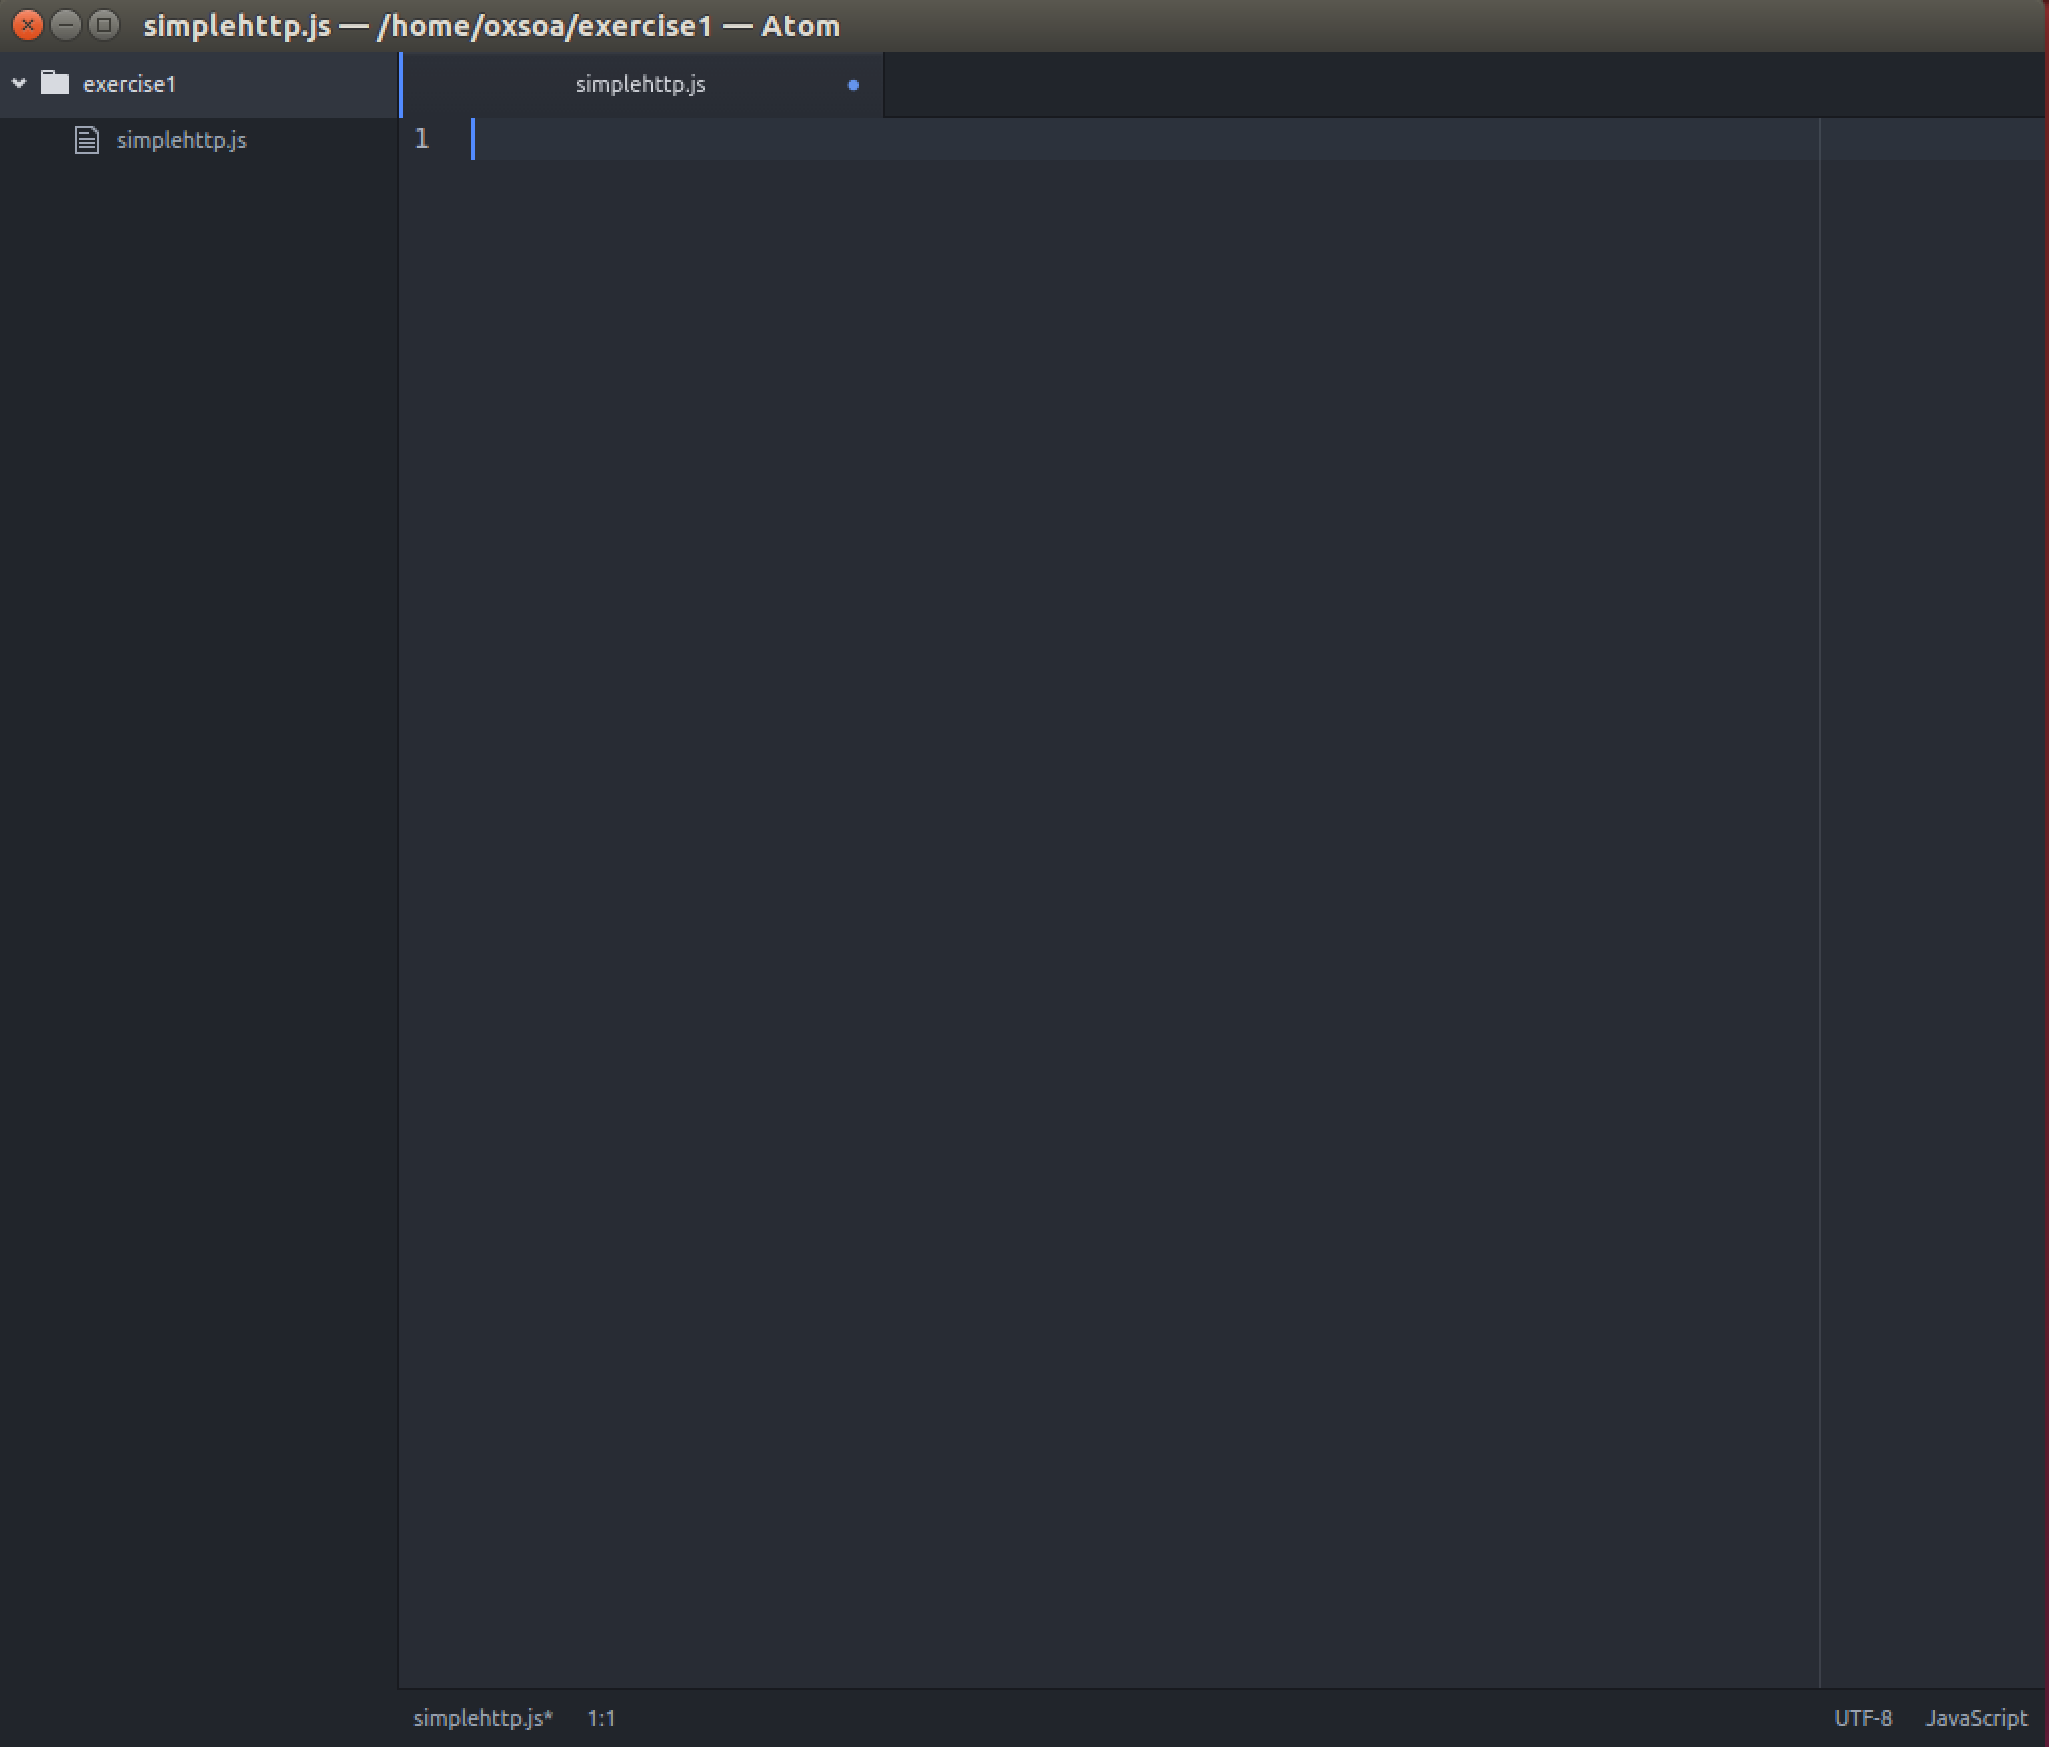 simplehttp.js — /home/oxsoa/exercise1 — Atom
exercise1
simplehttp.js
simplehttp.js
1
simplehttp.js* 1:1 UTF-8 JavaScript